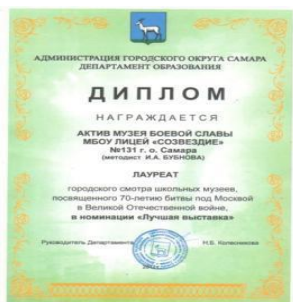 АДМИНИСТРАЦИЯ ГОРОДСКОГО ОКРУГА САМАРА
ДЕПАРТАМЕНТ ОБРАЗОВАНИЯ
ДИПЛОМ
НАГРАЖДАЕТСЯ
АКТИВ МУЗЕЯ БОЕВОЙ СЛАВЫ
МБОУ ЛИЦЕЙ «СОЗВЕЗДИЕ»
№131 г. о. Самара
(методист И.А. БУБНОВА)
ЛАУРЕАТ
городского смотра школьных музеев,
посвященного 70-летию битвы под Москвой
в Великой Отечественной войне,
в номинации «Лучшая выставка»
Руководитель Департамента Н.Б. Колесникова